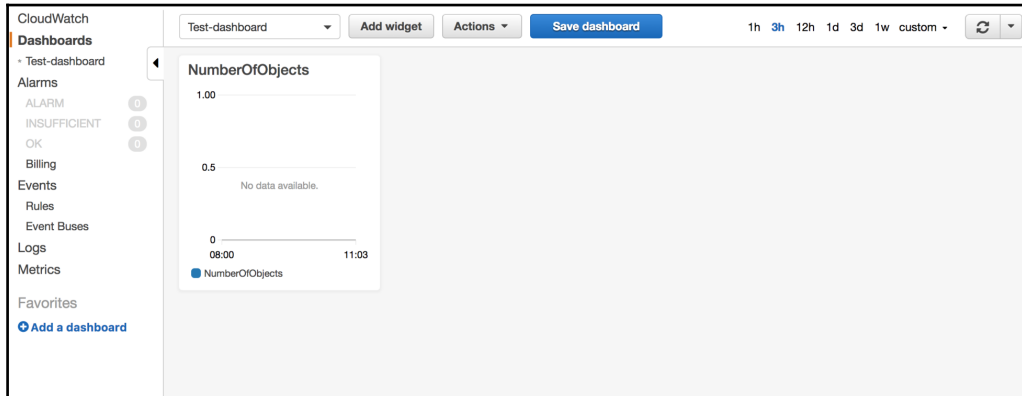 CloudWatch
Dashboards
Test-dashboard
Alarms
ALARM 0
INSUFFICIENT 0
OK 0
Billing
Events
Rules
Event Buses
Logs
Metrics
Favorites
Add a dashboard
Test-dashboard Add widget Actions Save dashboard 1h 3h 12h 1d 3d 1w custom
NumberOfObjects
1.00
0.5
No data available.
0
08:00 11:03
NumberOfObjects